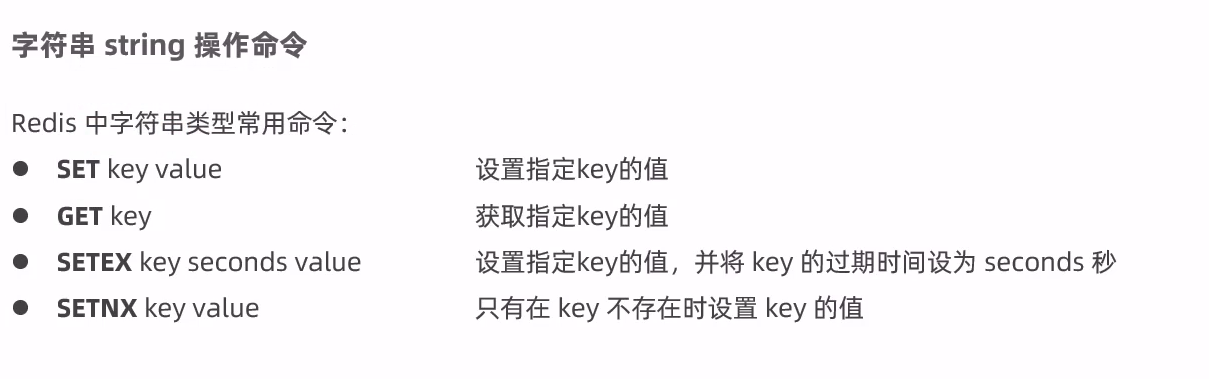 字符串 string 操作命令
Redis 中字符串类型常用命令：
● SET key value 设置指定key的值
● GET key 获取指定key的值
● SETEX key seconds value 设置指定key的值，并将 key 的过期时间设为 seconds 秒
● SETNX key value 只有在 key 不存在时设置 key 的值